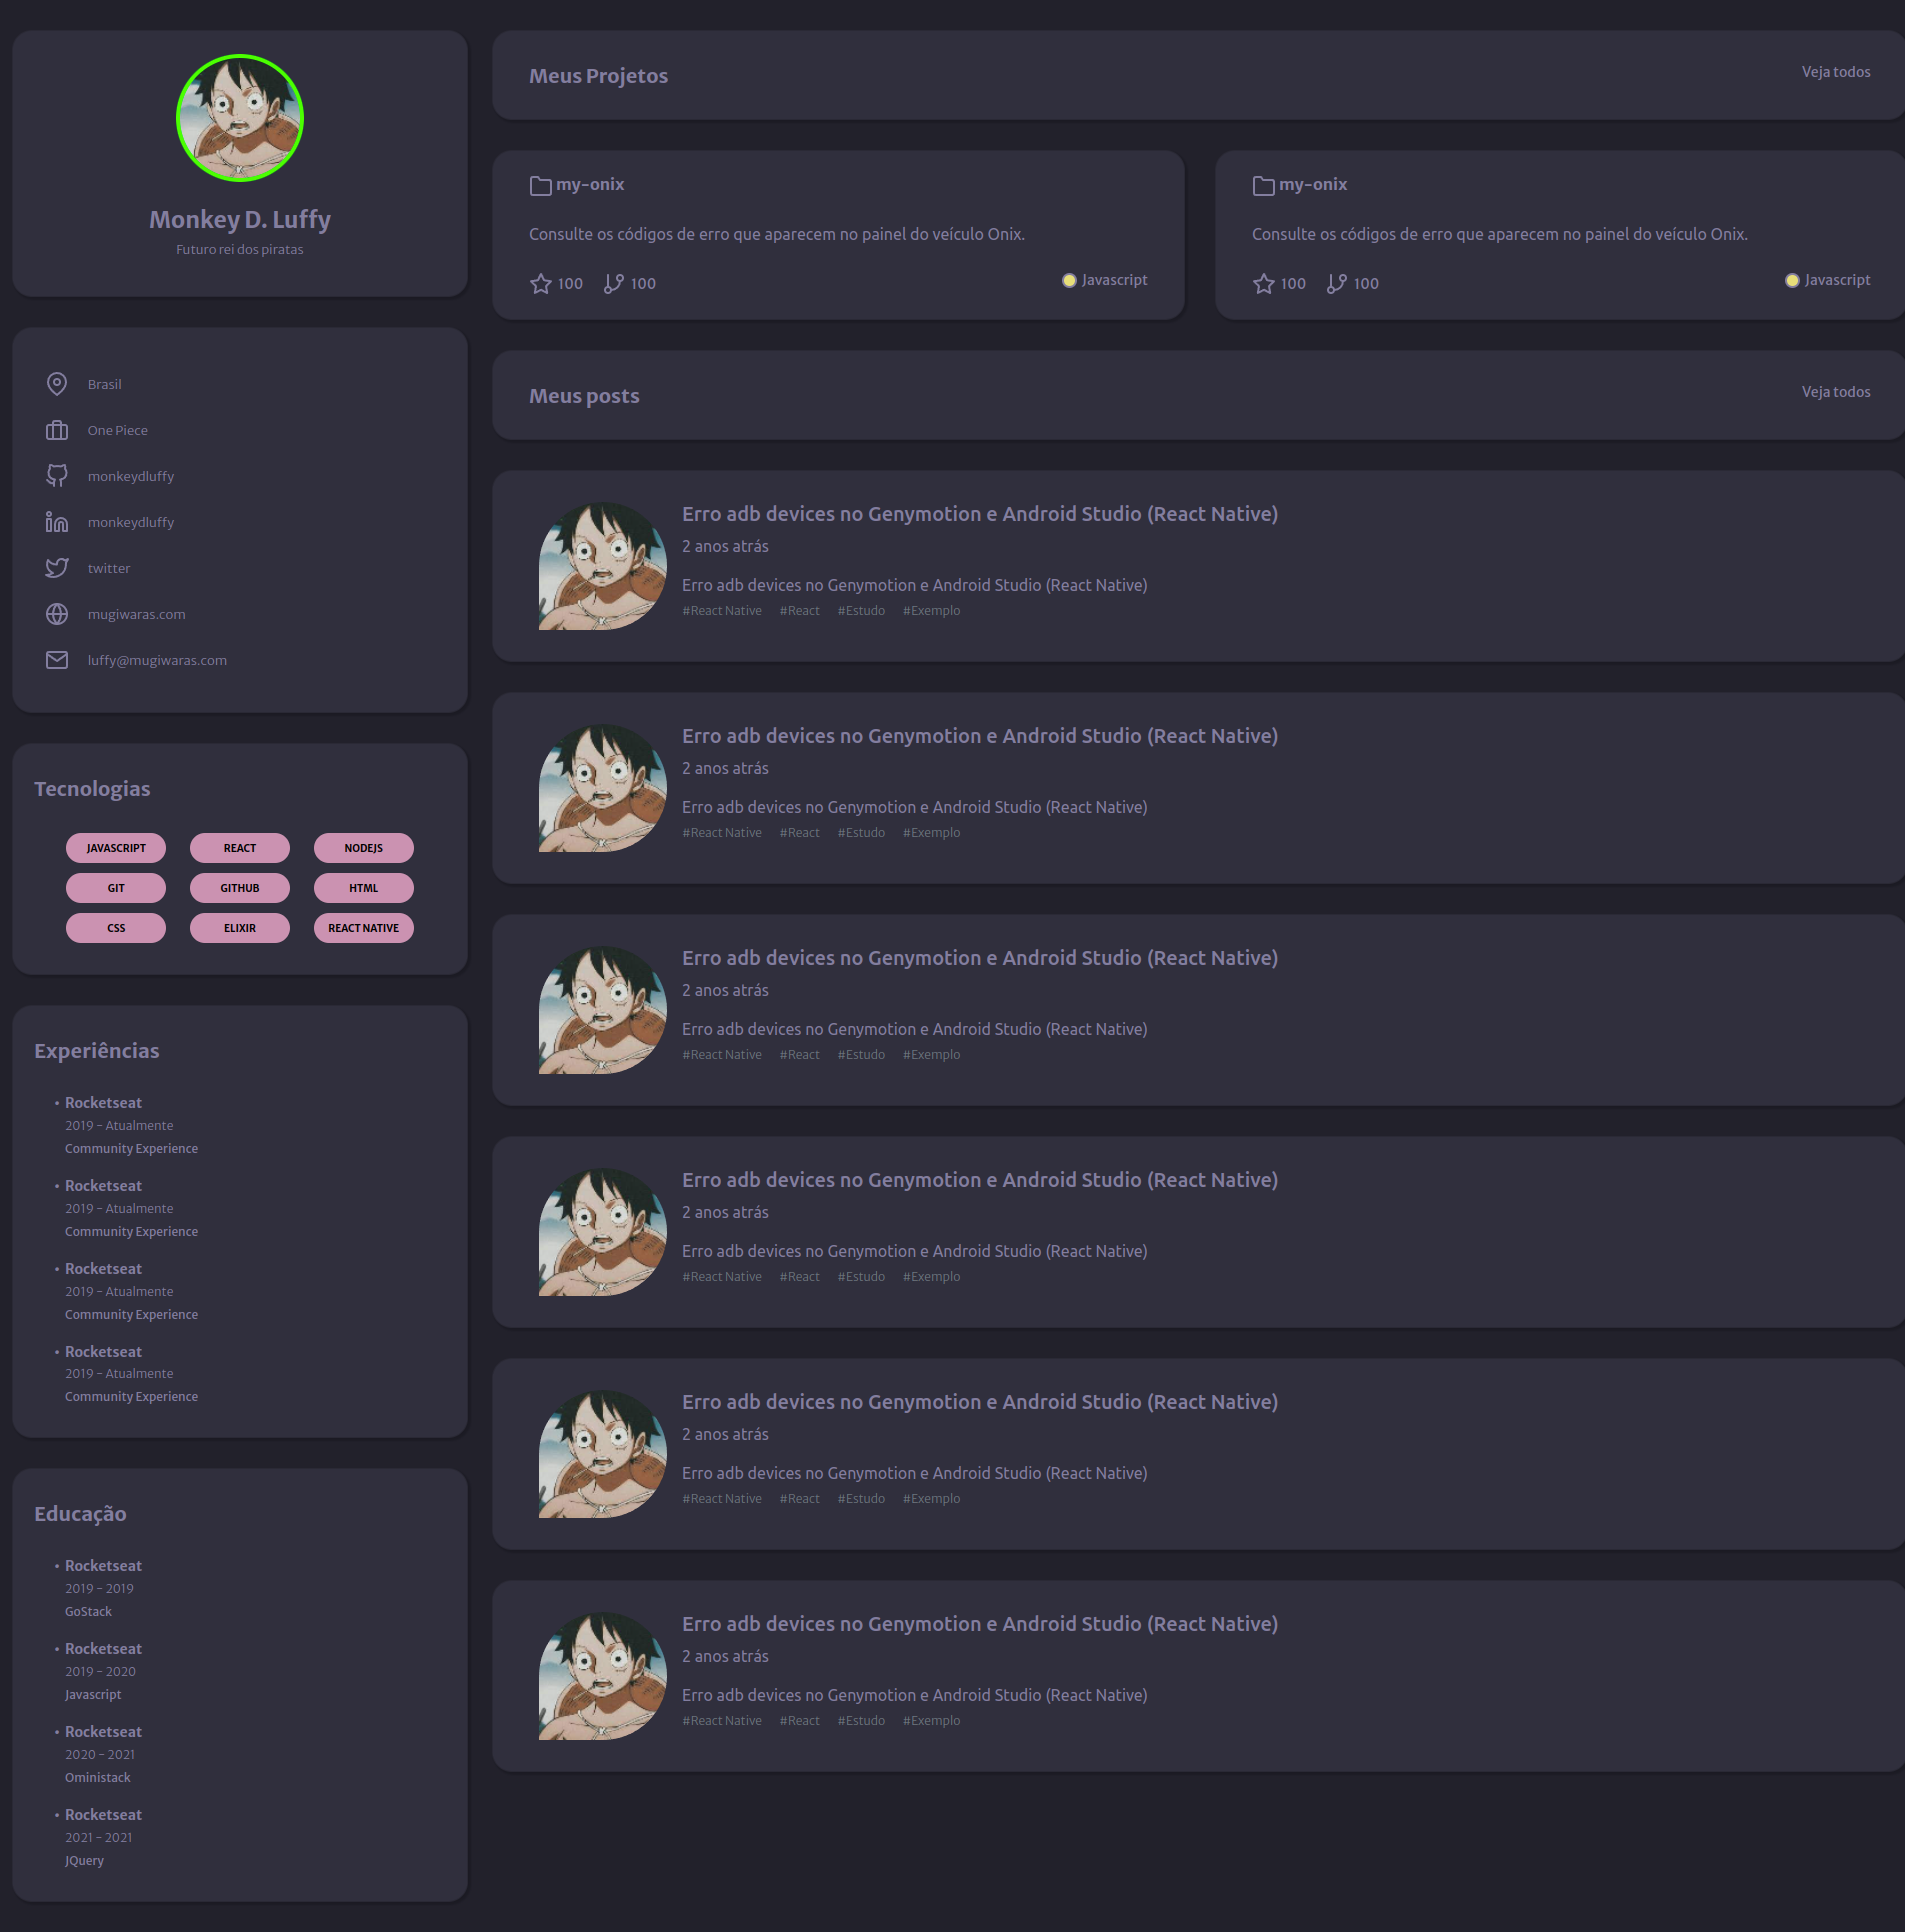 Monkey D. Luffy
Futuro rei dos piratas
Brasil
One Piece
monkeydluffy
monkeydluffy
twitter
mugiwaras.com
luffy@mugiwaras.com
Tecnologias
JAVASCRIPT REACT NODEJS
GIT GITHUB HTML
CSS ELIXIR REACT NATIVE
Experiências
• Rocketseat
2019 - Atualmente
Community Experience
• Rocketseat
2019 - Atualmente
Community Experience
• Rocketseat
2019 - Atualmente
Community Experience
• Rocketseat
2019 - Atualmente
Community Experience
Educação
• Rocketseat
2019 - 2019
GoStack
• Rocketseat
2019 - 2020
Javascript
• Rocketseat
2020 - 2021
Ominstack
• Rocketseat
2021 - 2021
JQuery
Meus Projetos
Veja todos
my-onix
Consulte os códigos de erro que aparecem no painel do veículo Onix.
100 100 Javascript
my-onix
Consulte os códigos de erro que aparecem no painel do veículo Onix.
100 100 Javascript
Meus posts
Veja todos
Erro adb devices no Genymotion e Android Studio (React Native)
2 anos atrás
Erro adb devices no Genymotion e Android Studio (React Native)
#React Native #React #Estudo #Exemplo
Erro adb devices no Genymotion e Android Studio (React Native)
2 anos atrás
Erro adb devices no Genymotion e Android Studio (React Native)
#React Native #React #Estudo #Exemplo
Erro adb devices no Genymotion e Android Studio (React Native)
2 anos atrás
Erro adb devices no Genymotion e Android Studio (React Native)
#React Native #React #Estudo #Exemplo
Erro adb devices no Genymotion e Android Studio (React Native)
2 anos atrás
Erro adb devices no Genymotion e Android Studio (React Native)
#React Native #React #Estudo #Exemplo
Erro adb devices no Genymotion e Android Studio (React Native)
2 anos atrás
Erro adb devices no Genymotion e Android Studio (React Native)
#React Native #React #Estudo #Exemplo
Erro adb devices no Genymotion e Android Studio (React Native)
2 anos atrás
Erro adb devices no Genymotion e Android Studio (React Native)
#React Native #React #Estudo #Exemplo